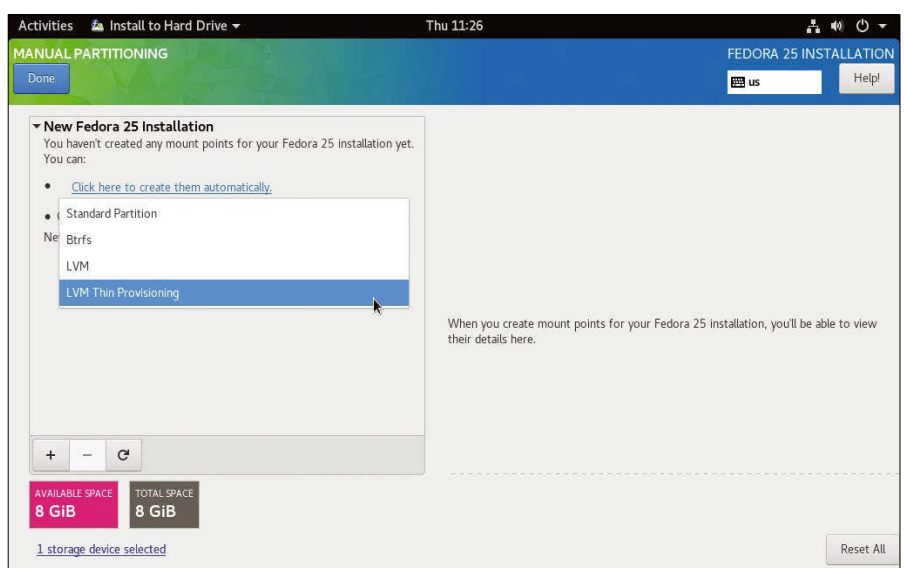 Activities Install to Hard Drive Thu 11:26
MANUAL PARTITIONING FEDORA 25 INSTALLATION
Done us Help!
New Fedora 25 Installation
You haven't created any mount points for your Fedora 25 installation yet.
You can:
Click here to create them automatically.
Standard Partition
Btrfs
LVM
LVM Thin Provisioning
When you create mount points for your Fedora 25 installation, you'll be able to view
their details here.
+ −
AVAILABLE SPACE TOTAL SPACE
8 GiB 8 GiB
1 storage device selected Reset All